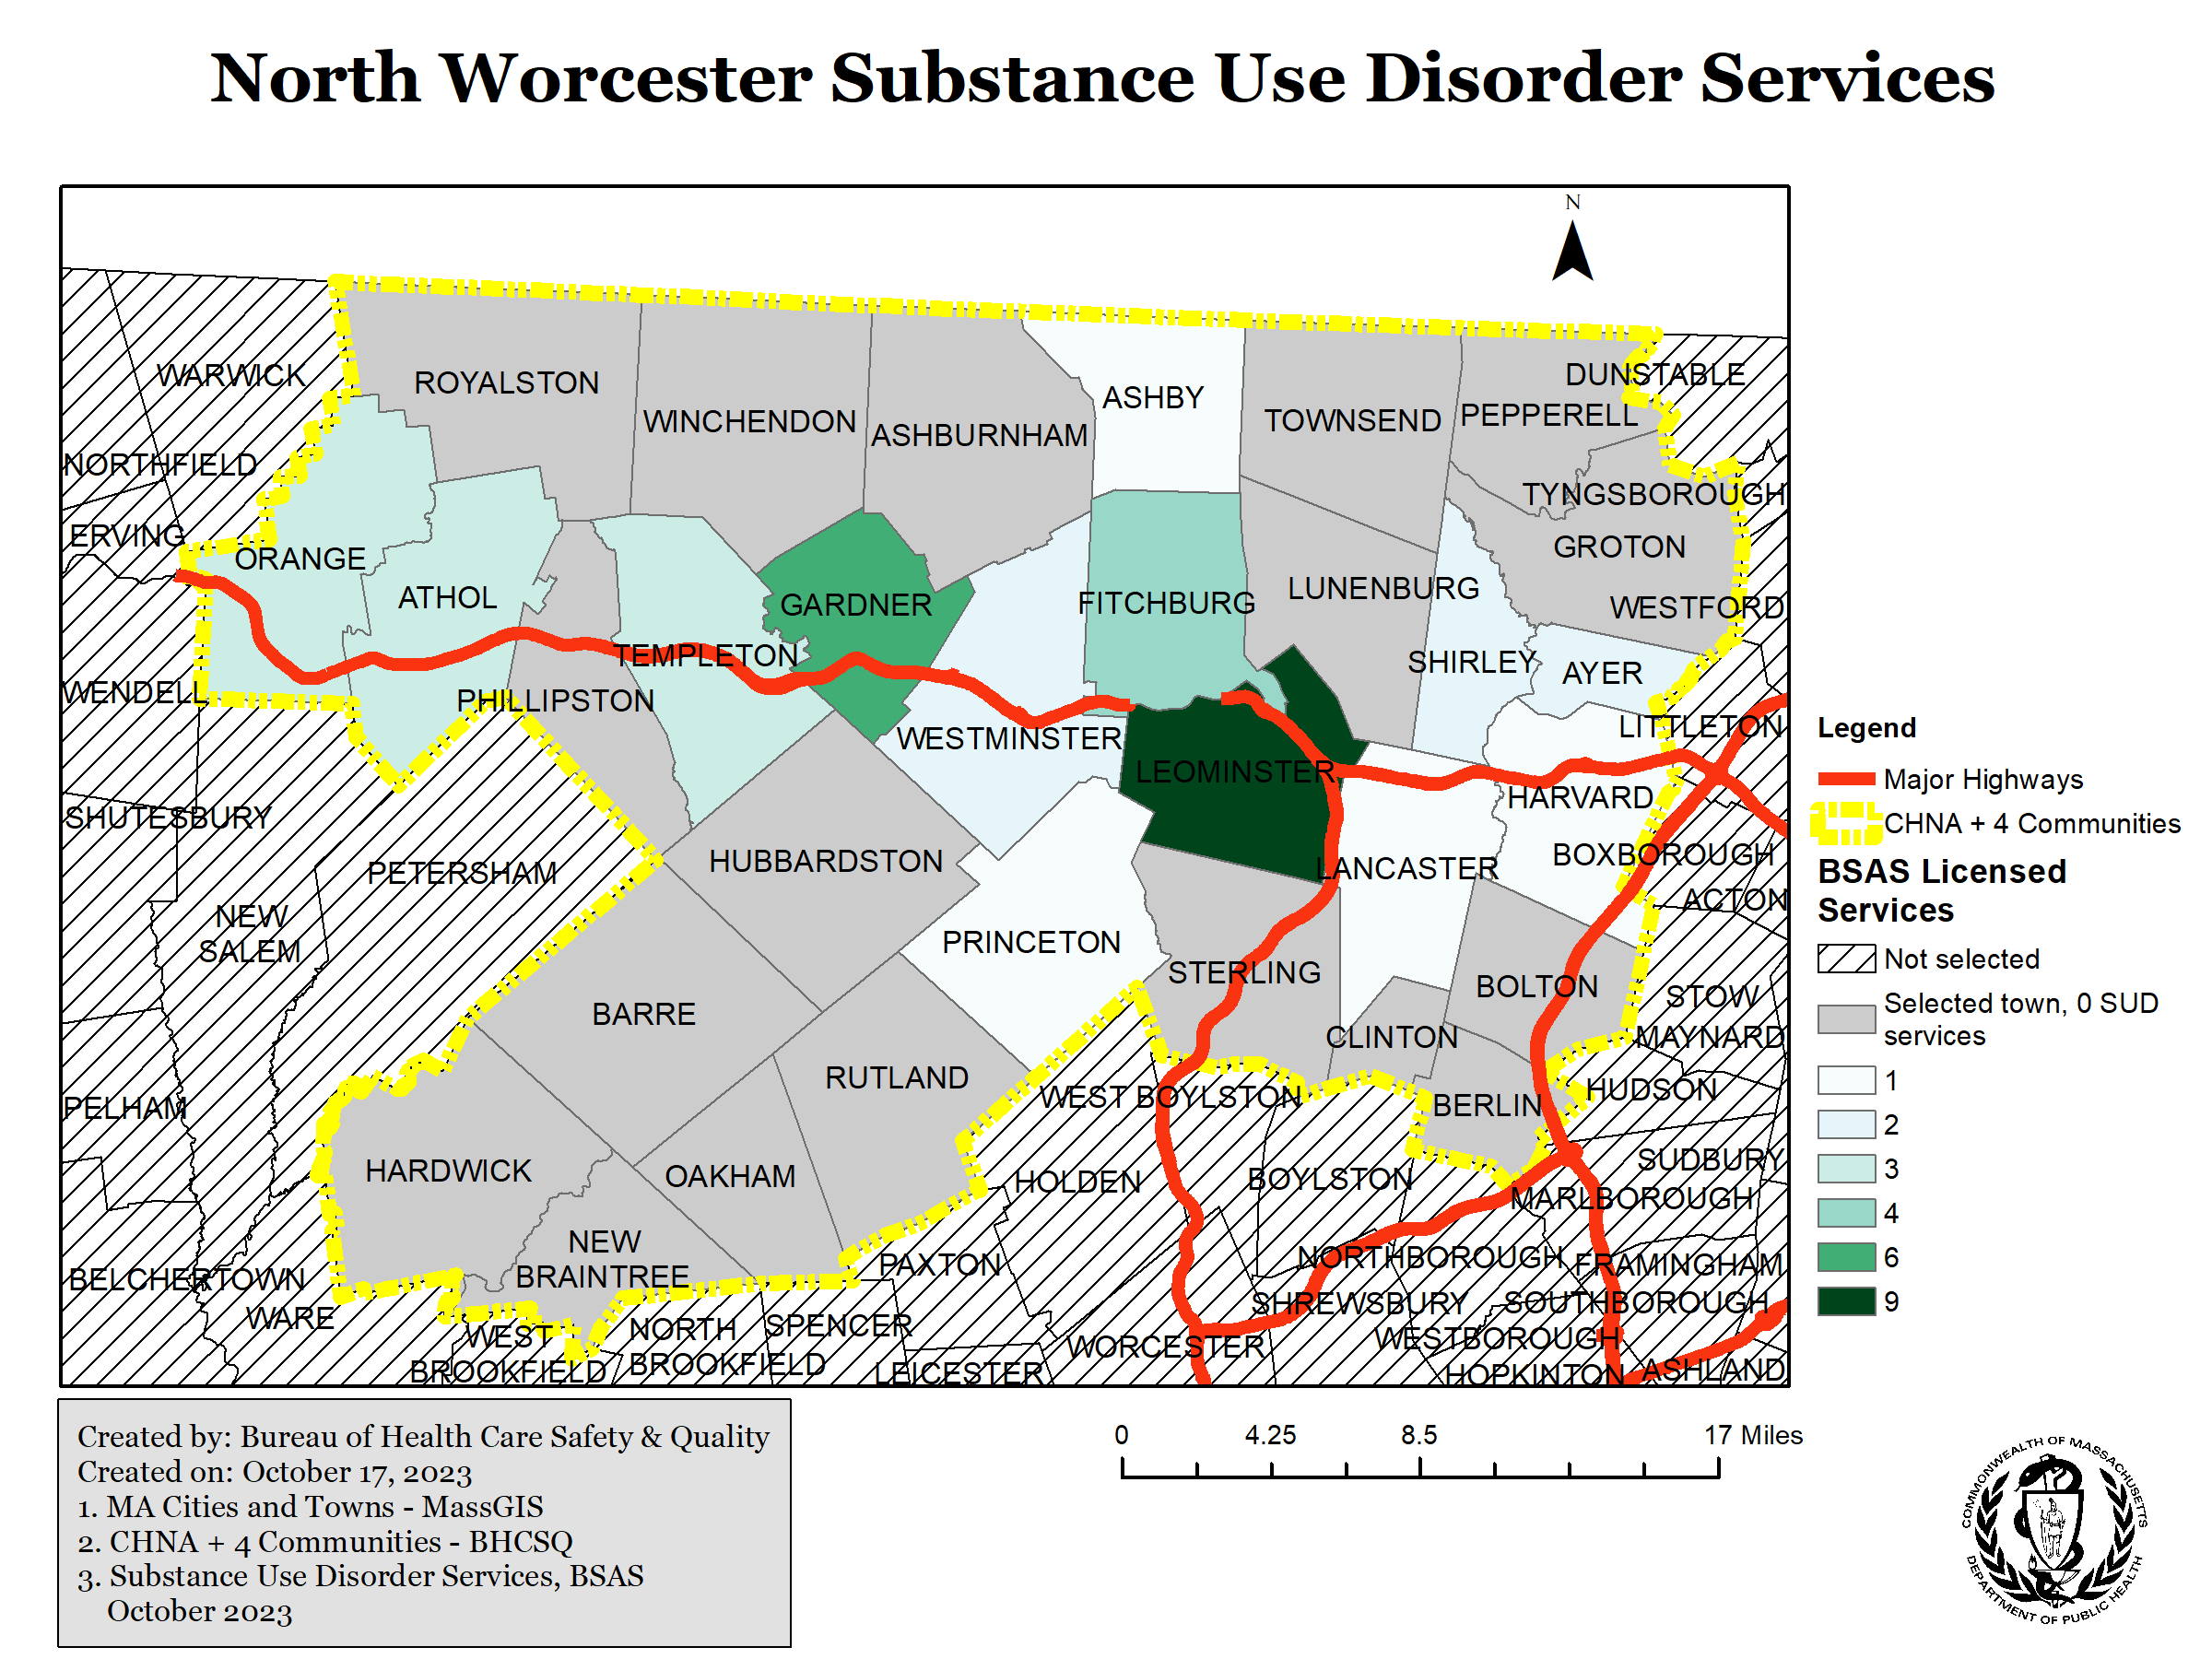 North Worcester Substance Use Disorder Services
N
WARWICK
ROYALSTON
WINCHENDON
ASHBURNHAM
ASHBY
TOWNSEND
DUNSTABLE
PEPPERELL
NORTHFIELD
TYNGSBOROUGH
ERVING
ORANGE
ATHOL
GARDNER
FITCHBURG
LUNENBURG
GROTON
WESTFORD
TEMPLETON
SHIRLEY
AYER
WENDELL
PHILLIPSTON
WESTMINSTER
LITTLETON
LEOMINSTER
HARVARD
SHUTESBURY
PETERSHAM
HUBBARDSTON
LANCASTER
BOXBOROUGH
ACTON
NEW
SALEM
PRINCETON
STERLING
BOLTON
STOW
BARRE
CLINTON
MAYNARD
RUTLAND
WEST BOYLSTON
BERLIN
HUDSON
PELHAM
HARDWICK
OAKHAM
HOLDEN
BOYLSTON
SUDBURY
MARLBOROUGH
NEW
BRAINTREE
PAXTON
NORTHBOROUGH
FRAMINGHAM
BELCHERTOWN
WARE
SHREWSBURY
SOUTHBOROUGH
WEST
BROOKFIELD
NORTH
BROOKFIELD
SPENCER
LEICESTER
WORCESTER
WESTBOROUGH
HOPKINTON
ASHLAND
Legend
Major Highways
CHNA + 4 Communities
BSAS Licensed
Services
Not selected
Selected town, 0 SUD
services
1
2
3
4
6
9
Created by: Bureau of Health Care Safety & Quality
Created on: October 17, 2023
1. MA Cities and Towns - MassGIS
2. CHNA + 4 Communities - BHCSQ
3. Substance Use Disorder Services, BSAS
October 2023
0 4.25 8.5 17 Miles
COMMONWEALTH OF MASSACHUSETTS
DEPARTMENT OF PUBLIC HEALTH